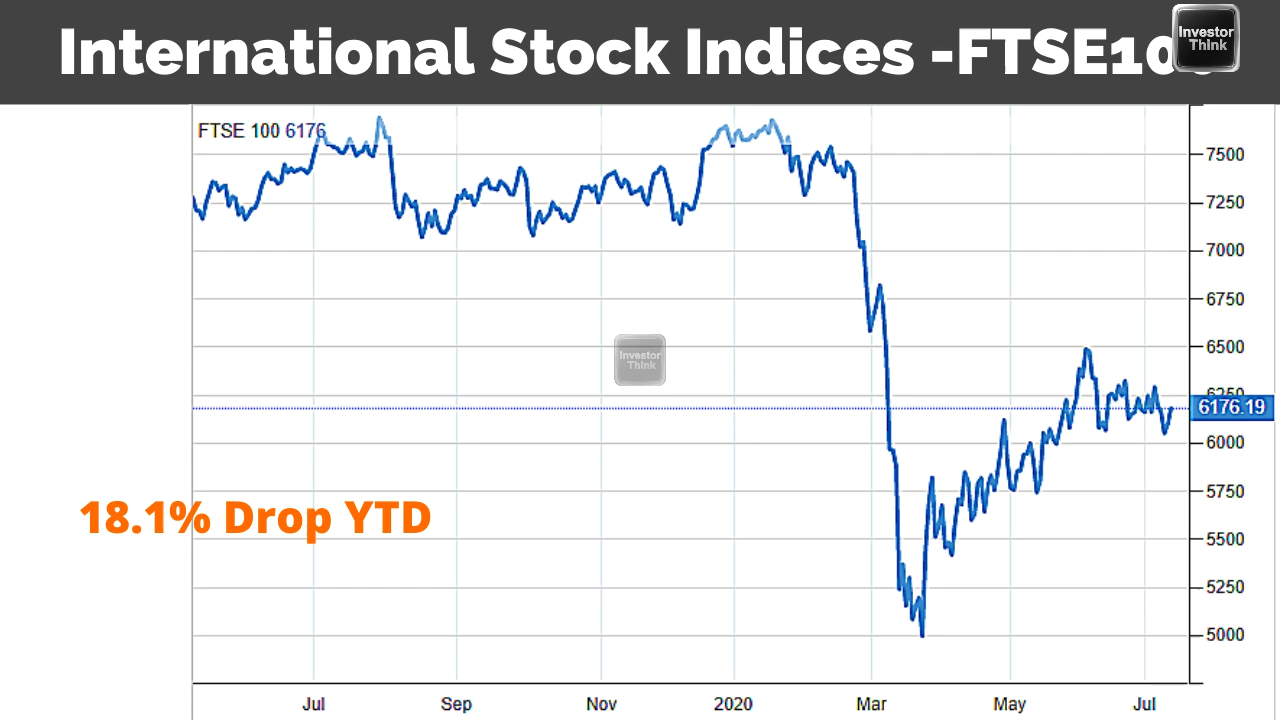 International Stock Indices -FTSE100
Investor
Think
FTSE 100 6176
7500
7250
7000
6750
Investor
Think
6500
6250
6176.19
6000
5750
18.1% Drop YTD
5500
5250
5000
Jul Sep Nov 2020 Mar May Jul